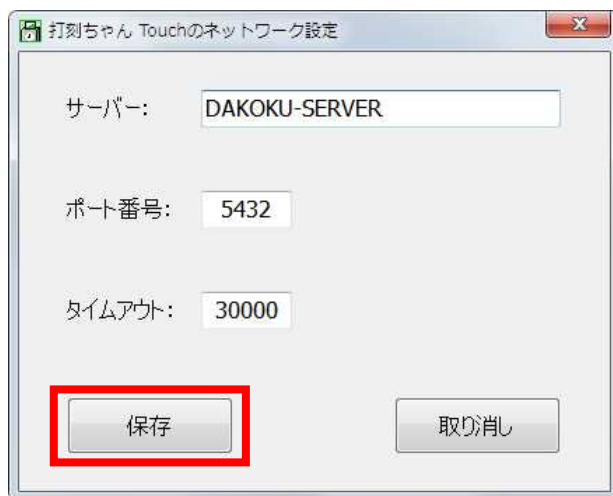 打刻ちゃん Touchのネットワーク設定
サーバー: DAKOKU-SERVER
ポート番号: 5432
タイムアウト: 30000
保存 取り消し